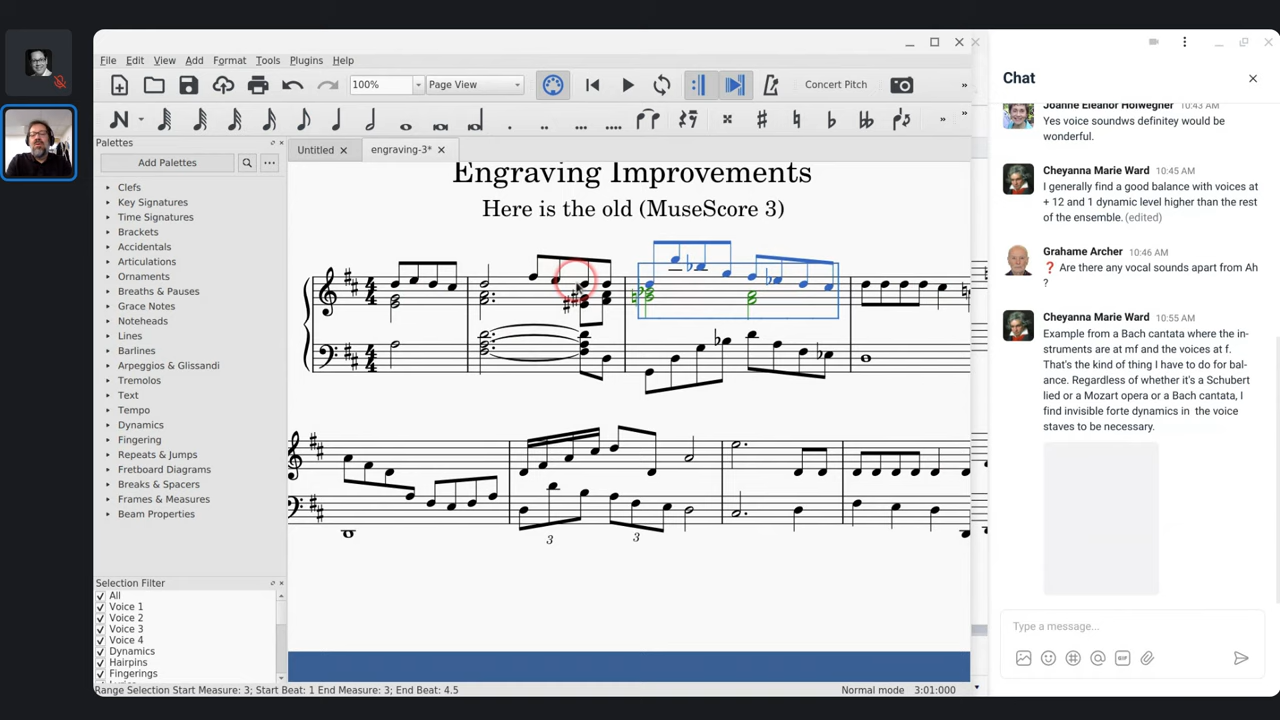 File Edit View Add Format Tools Plugins Help
100% Page View Concert Pitch »
» »
Palettes
Untitled engraving-3*
Add Palettes
Clefs
Key Signatures
Time Signatures
Brackets
Accidentals
Articulations
Ornaments
Breaths & Pauses
Grace Notes
Noteheads
Lines
Barlines
Arpeggios & Glissandi
Tremolos
Text
Tempo
Dynamics
Fingering
Repeats & Jumps
Fretboard Diagrams
Breaks & Spacers
Frames & Measures
Beam Properties
Selection Filter
All
Voice 1
Voice 2
Voice 3
Voice 4
Dynamics
Hairpins
Fingerings
Range Selection Start Measure: 3; Start Beat: 1 End Measure: 3; End Beat: 4.5
Normal mode 3:01:000
Engraving Improvements
Here is the old (MuseScore 3)
4
4
4
4
3 3
Chat
Joanne Eleanor Holwegner 10:43 AM
Yes voice soundws definitey would be
wonderful.
Cheyanna Marie Ward 10:45 AM
I generally find a good balance with voices at
+ 12 and 1 dynamic level higher than the rest
of the ensemble. (edited)
Grahame Archer 10:46 AM
❓ Are there any vocal sounds apart from Ah
?
Cheyanna Marie Ward 10:55 AM
Example from a Bach cantata where the in-
struments are at mf and the voices at f.
That's the kind of thing I have to do for bal-
ance. Regardless of whether it's a Schubert
lied or a Mozart opera or a Bach cantata, I
find invisible forte dynamics in the voice
staves to be necessary.
Type a message...
GIF